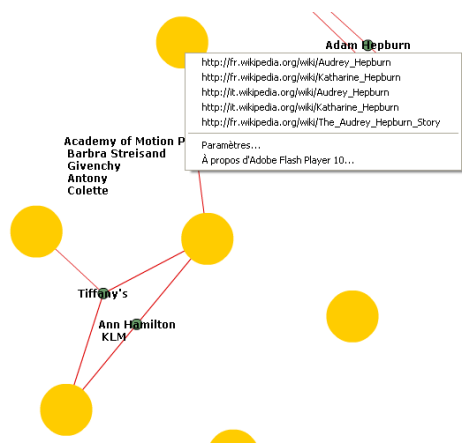 Adam Hepburn
http://fr.wikipedia.org/wiki/Audrey_Hepburn
http://fr.wikipedia.org/wiki/Katharine_Hepburn
http://it.wikipedia.org/wiki/Audrey_Hepburn
http://it.wikipedia.org/wiki/Katharine_Hepburn
http://fr.wikipedia.org/wiki/The_Audrey_Hepburn_Story
Paramètres...
À propos d'Adobe Flash Player 10...
Academy of Motion P
Barbra Streisand
Givenchy
Antony
Colette
Tiffany's
Ann Hamilton
KLM